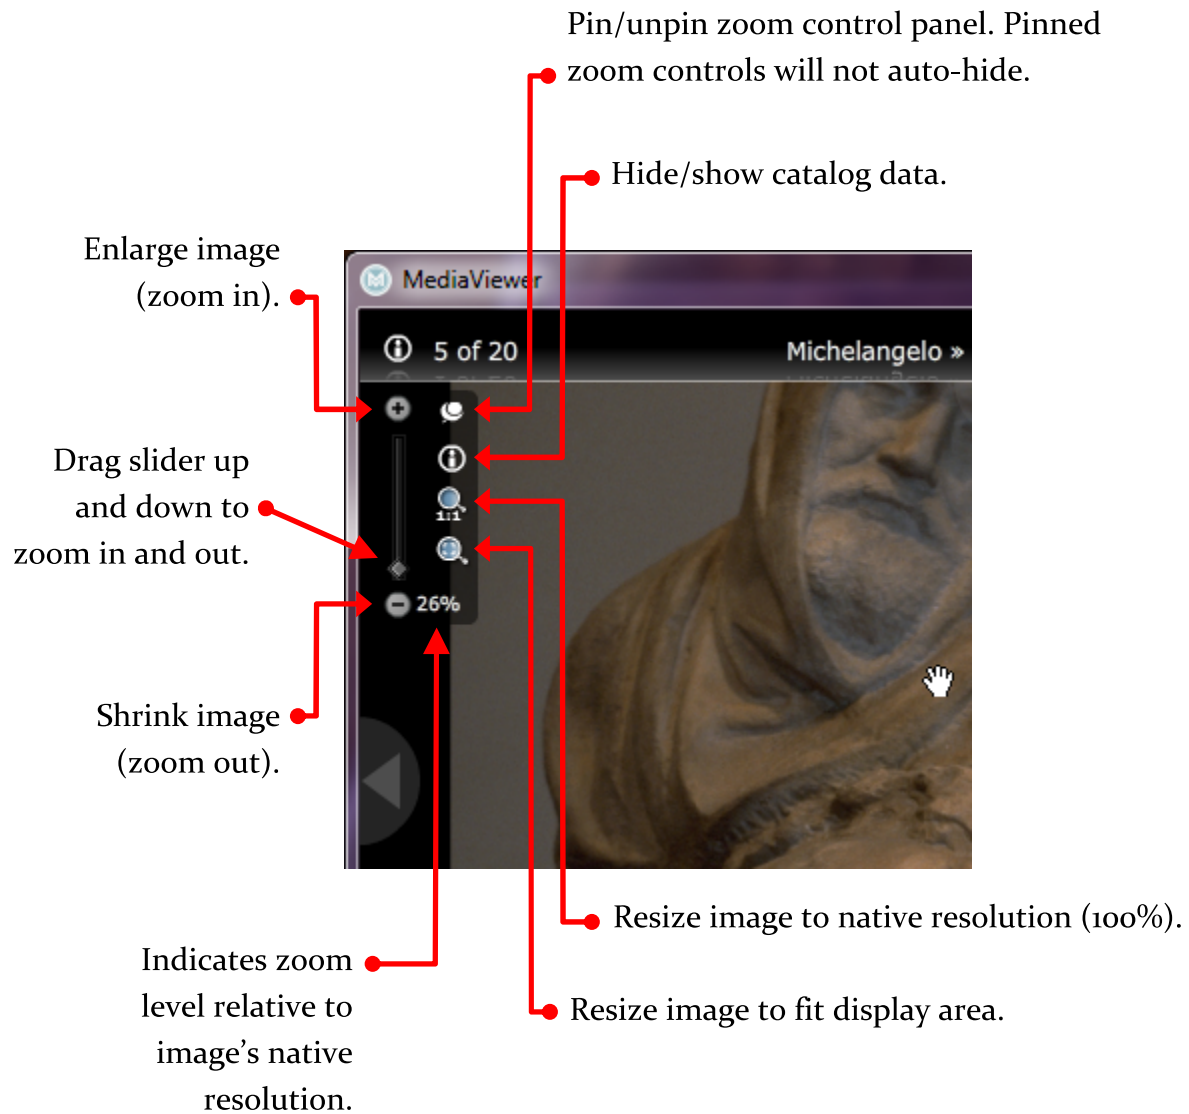 Pin/unpin zoom control panel. Pinned
zoom controls will not auto-hide.
Hide/show catalog data.
Enlarge image
(zoom in).
MediaViewer
5 of 20
Michelangelo »
Drag slider up
and down to
zoom in and out.
1:1
26%
Shrink image
(zoom out).
Resize image to native resolution (100%).
Indicates zoom
level relative to
image’s native
resolution.
Resize image to fit display area.